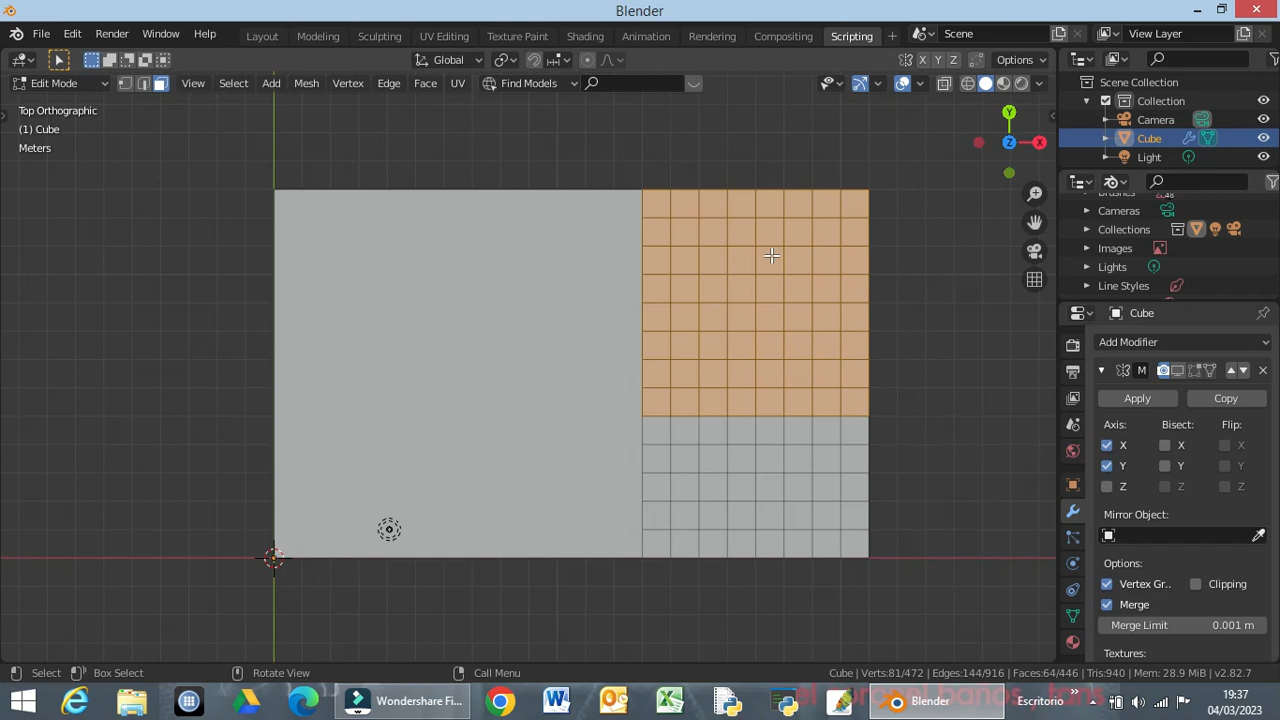 Blender
File Edit Render Window Help Layout Modeling Sculpting UV Editing Texture Paint Shading Animation Rendering Compositing Scripting Scene View Layer
Global X Y Z Options
Edit Mode View Select Add Mesh Vertex Edge Face UV Find Models
Top Orthographic
(1) Cube
Meters
Y
Z X
Scene Collection
Collection
Camera
Cube
Light
Brushes 48
Cameras
Collections
Images
Lights
Line Styles
Cube
Add Modifier
M
Apply Copy
Axis: Bisect: Flip:
X X X
Y Y Y
Z Z Z
Mirror Object:
Options:
Vertex Gr.. Clipping
Merge
Merge Limit 0.001 m
Textures:
Select Box Select Rotate View Call Menu Cube | Verts:81/472 | Edges:144/916 | Faces:64/446 | Tris:940 | Mem: 28.9 MiB | v2.82.7
Wondershare Fi... Blender Escritorio 19:37
04/03/2023